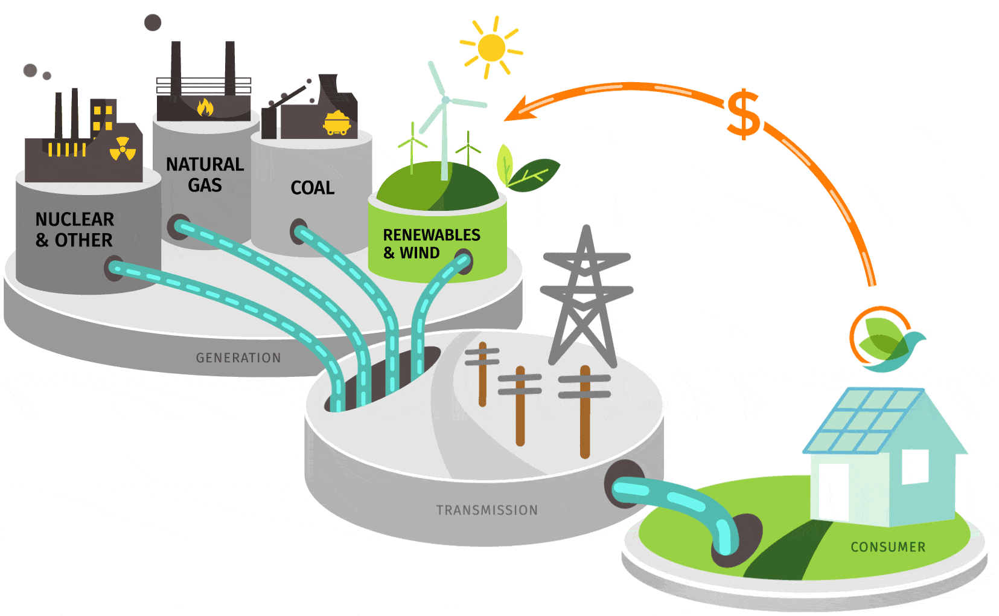 NATURAL
GAS
COAL
NUCLEAR
& OTHER
RENEWABLES
& WIND
$
GENERATION
TRANSMISSION
CONSUMER